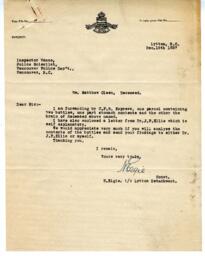 Lytton, B.C.
Dec.10th 1927
Inspector Vance,
Police Scientist,
Vancouver Police Dep't.,
Vancouver, B.C.
Re. Matthew Olsen, Deceased.
Dear Sir:-
I am forwarding by C.P.R. Express, one parcel containing
two bottles, one part stomach contents and the other the
brain of deceased above named.
I have also enclosed a letter from Dr.J.P.Ellis which is
self explanatory.
We would appreciate very much if you will analyse the
contents of the bottles and send your findings to either Dr.
J.P.Ellis or myself.
Thanking you.
I remain,
Yours very truly,
Const.
i/c Lytton Detachment.